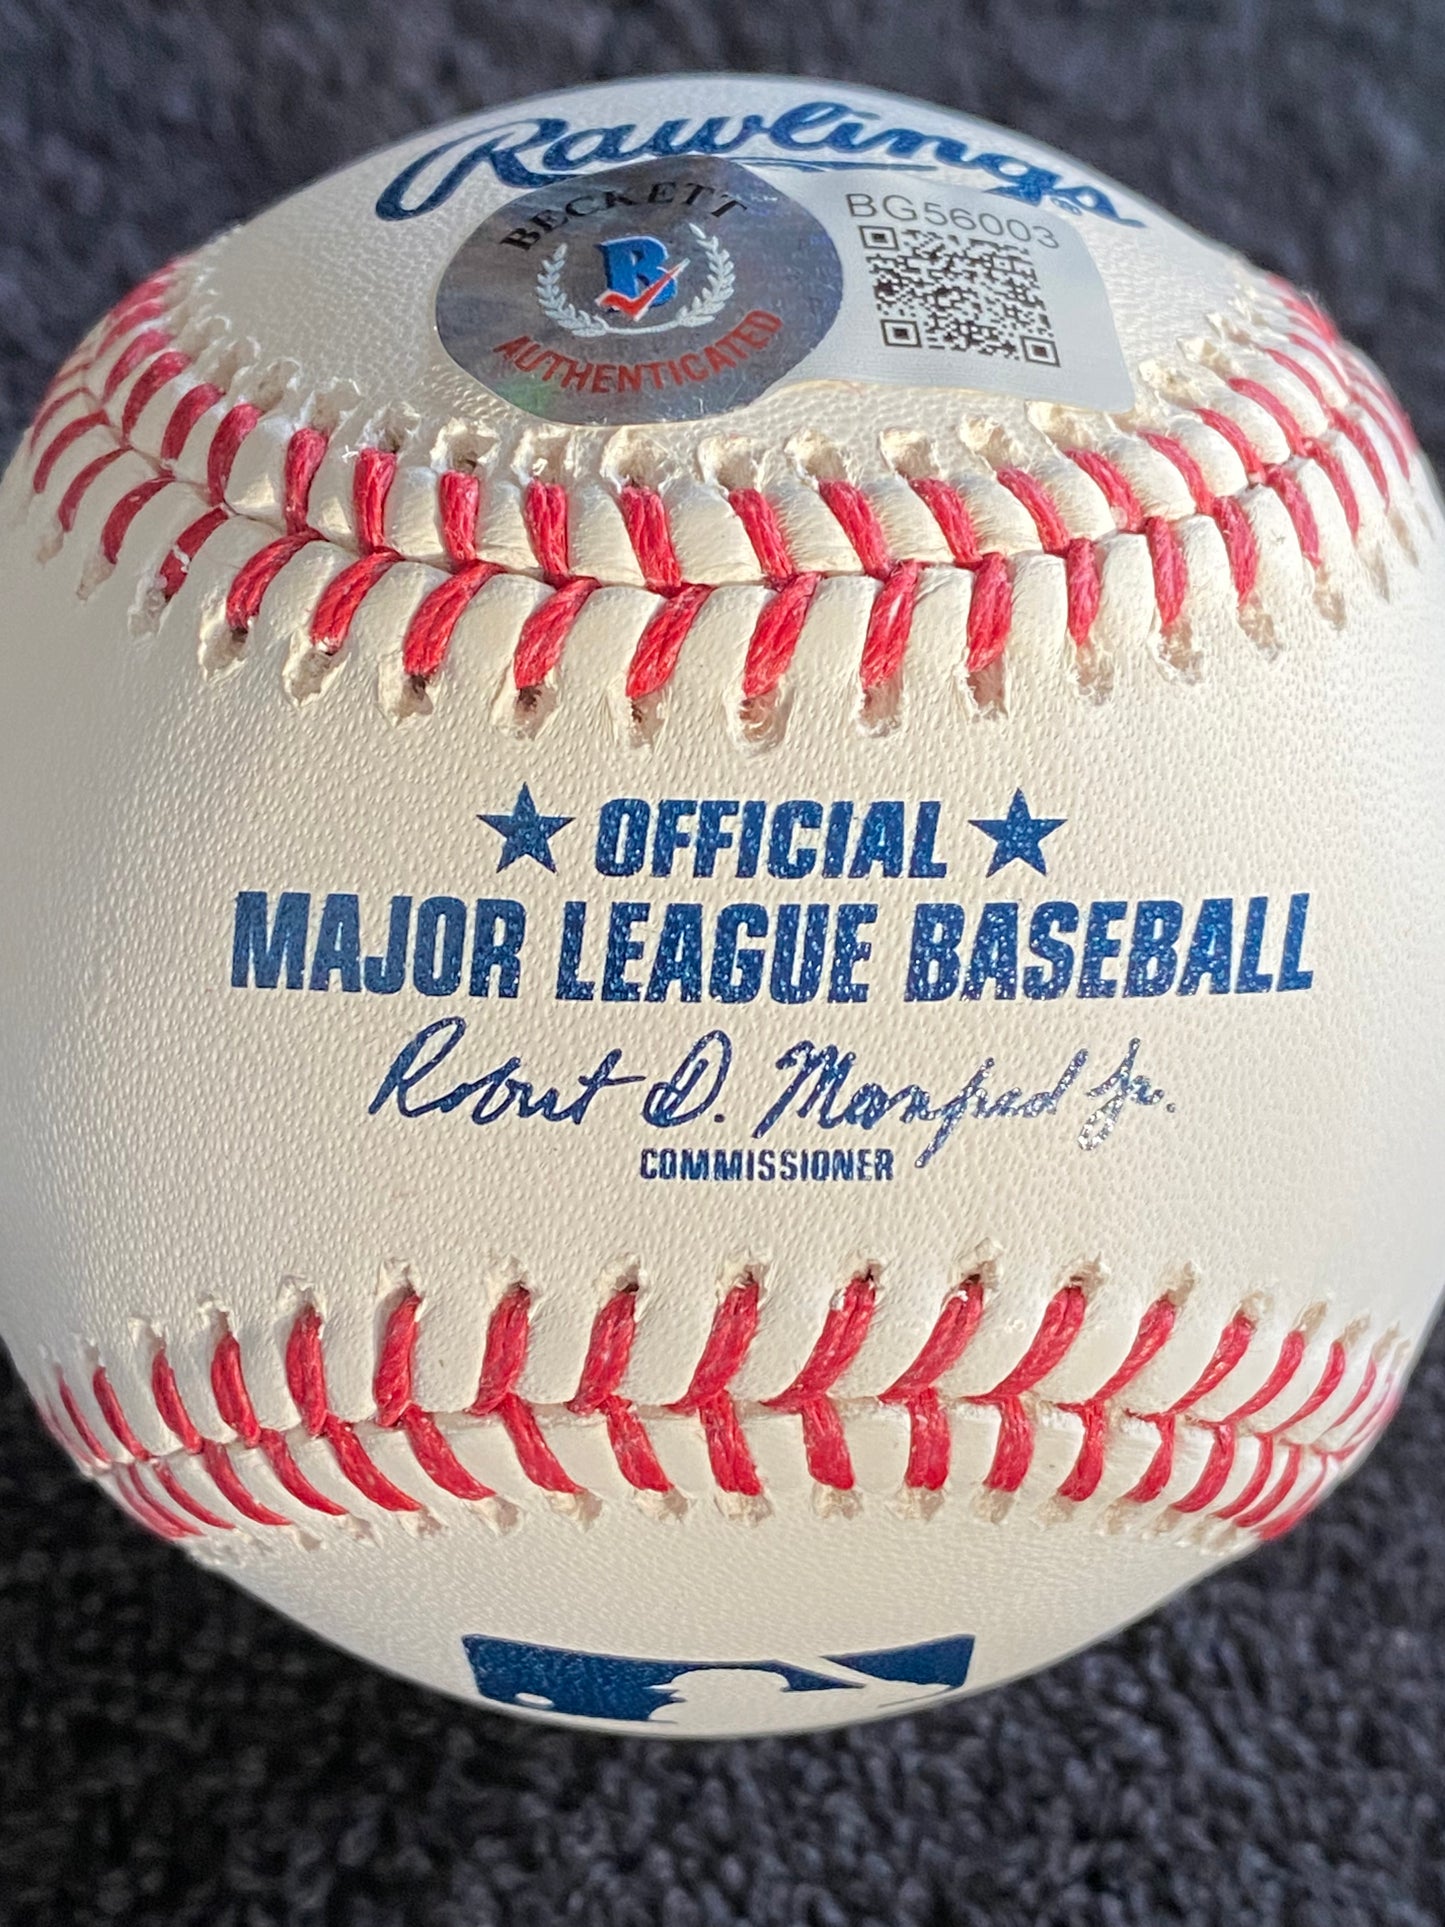 Rawlings®
BECKETT
B
AUTHENTICATED
BG56003
★ OFFICIAL ★
MAJOR LEAGUE BASEBALL
Robert D. Manfred Jr.
COMMISSIONER